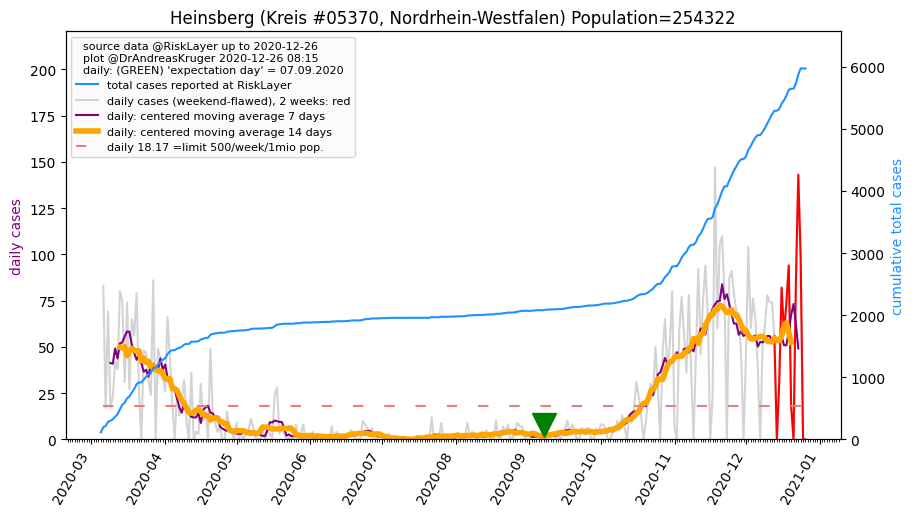 Heinsberg (Kreis #05370, Nordrhein-Westfalen) Population=254322
source data @RiskLayer up to 2020-12-26
plot @DrAndreasKruger 2020-12-26 08:15
daily: (GREEN) 'expectation day' = 07.09.2020
total cases reported at RiskLayer
daily cases (weekend-flawed), 2 weeks: red
daily: centered moving average 7 days
daily: centered moving average 14 days
daily 18.17 =limit 500/week/1mio pop.
daily cases
200
175
150
125
100
75
50
25
0
cumulative total cases
6000
5000
4000
3000
2000
1000
0
2020-03
2020-04
2020-05
2020-06
2020-07
2020-08
2020-09
2020-10
2020-11
2020-12
2021-01